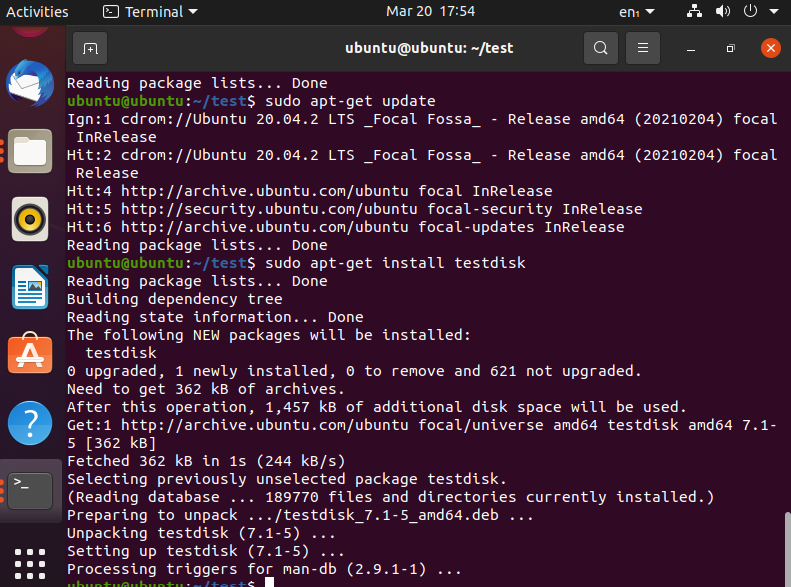 Activities Terminal Mar 20 17:54 en₁
ubuntu@ubuntu: ~/test
Reading package lists... Done
ubuntu@ubuntu:~/test$ sudo apt-get update
Ign:1 cdrom://Ubuntu 20.04.2 LTS _Focal Fossa_ - Release amd64 (20210204) focal
InRelease
Hit:2 cdrom://Ubuntu 20.04.2 LTS _Focal Fossa_ - Release amd64 (20210204) focal
Release
Hit:4 http://archive.ubuntu.com/ubuntu focal InRelease
Hit:5 http://security.ubuntu.com/ubuntu focal-security InRelease
Hit:6 http://archive.ubuntu.com/ubuntu focal-updates InRelease
Reading package lists... Done
ubuntu@ubuntu:~/test$ sudo apt-get install testdisk
Reading package lists... Done
Building dependency tree
Reading state information... Done
The following NEW packages will be installed:
testdisk
0 upgraded, 1 newly installed, 0 to remove and 621 not upgraded.
Need to get 362 kB of archives.
After this operation, 1,457 kB of additional disk space will be used.
Get:1 http://archive.ubuntu.com/ubuntu focal/universe amd64 testdisk amd64 7.1-
5 [362 kB]
Fetched 362 kB in 1s (244 kB/s)
Selecting previously unselected package testdisk.
(Reading database ... 189770 files and directories currently installed.)
Preparing to unpack .../testdisk_7.1-5_amd64.deb ...
Unpacking testdisk (7.1-5) ...
Setting up testdisk (7.1-5) ...
Processing triggers for man-db (2.9.1-1) ...
ubuntu@ubuntu:~/test$